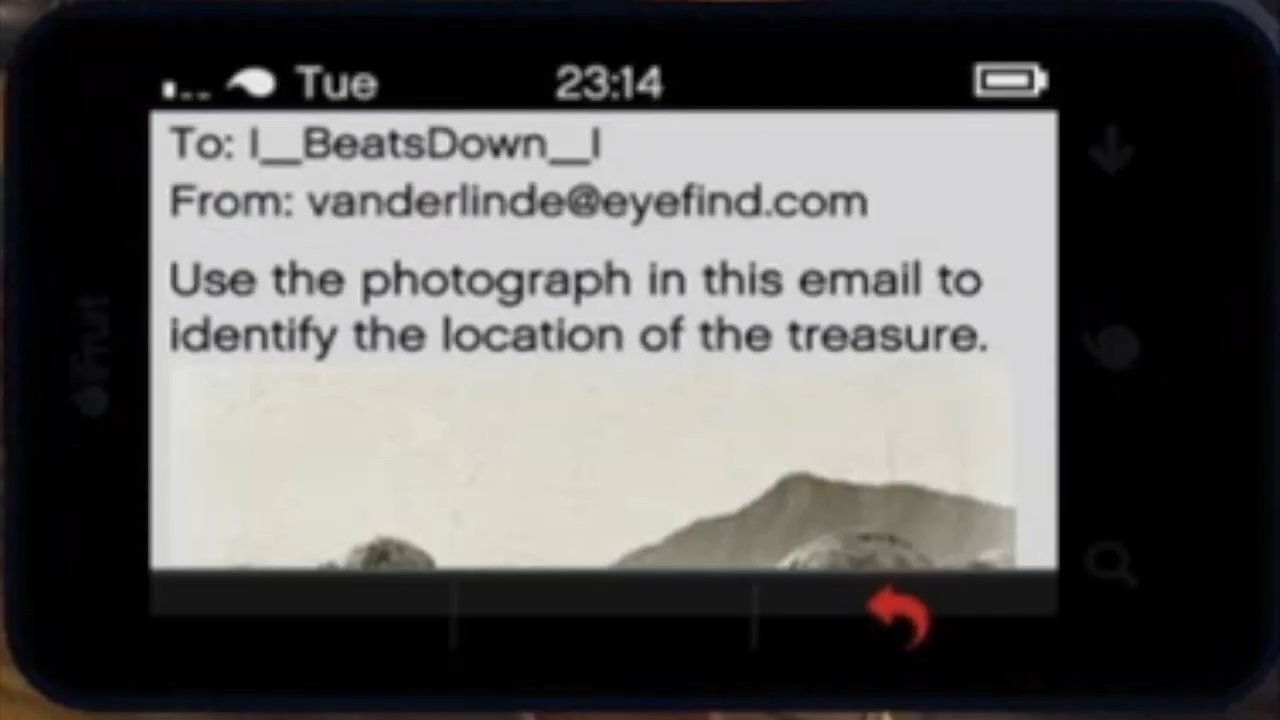 Tue 23:14
To: I__BeatsDown__I
From: vanderlinde@eyefind.com
Use the photograph in this email to
identify the location of the treasure.
iFruit